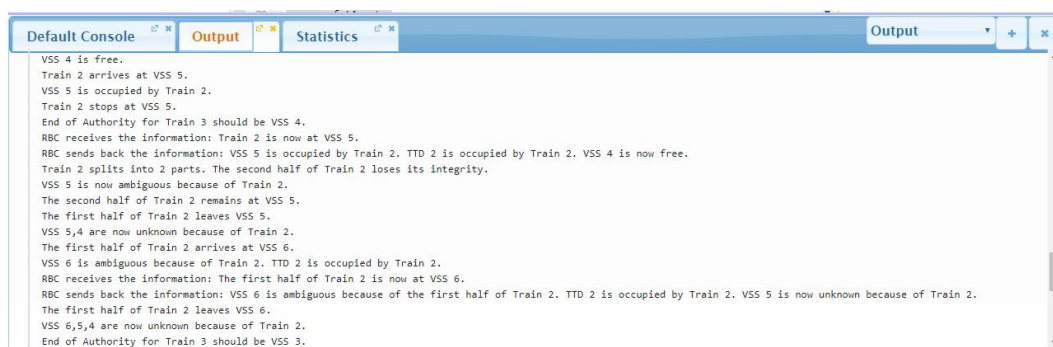 Default Console Output Statistics Output
VSS 4 is free.
Train 2 arrives at VSS 5.
VSS 5 is occupied by Train 2.
Train 2 stops at VSS 5.
End of Authority for Train 3 should be VSS 4.
RBC receives the information: Train 2 is now at VSS 5.
RBC sends back the information: VSS 5 is occupied by Train 2. TTD 2 is occupied by Train 2. VSS 4 is now free.
Train 2 splits into 2 parts. The second half of Train 2 loses its integrity.
VSS 5 is now ambiguous because of Train 2.
The second half of Train 2 remains at VSS 5.
The first half of Train 2 leaves VSS 5.
VSS 5,4 are now unknown because of Train 2.
The first half of Train 2 arrives at VSS 6.
VSS 6 is ambiguous because of Train 2. TTD 2 is occupied by Train 2.
RBC receives the information: The first half of Train 2 is now at VSS 6.
RBC sends back the information: VSS 6 is ambiguous because of the first half of Train 2. TTD 2 is occupied by Train 2. VSS 5 is now unknown because of Train 2.
The first half of Train 2 leaves VSS 6.
VSS 6,5,4 are now unknown because of Train 2.
End of Authority for Train 3 should be VSS 3.